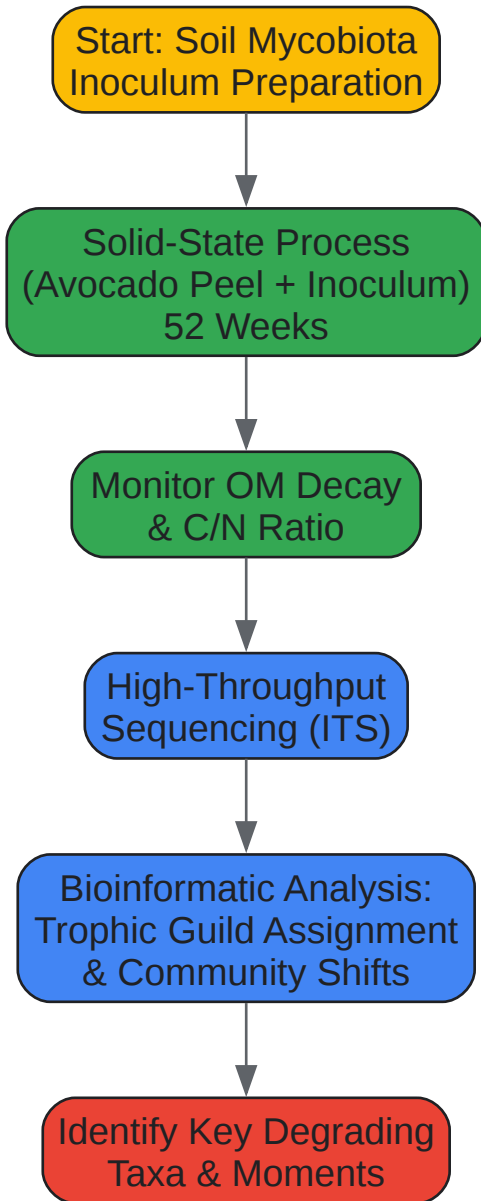 Start: Soil Mycobiota
Inoculum Preparation
Solid-State Process
(Avocado Peel + Inoculum)
52 Weeks
Monitor OM Decay
& C/N Ratio
High-Throughput
Sequencing (ITS)
Bioinformatic Analysis:
Trophic Guild Assignment
& Community Shifts
Identify Key Degrading
Taxa & Moments